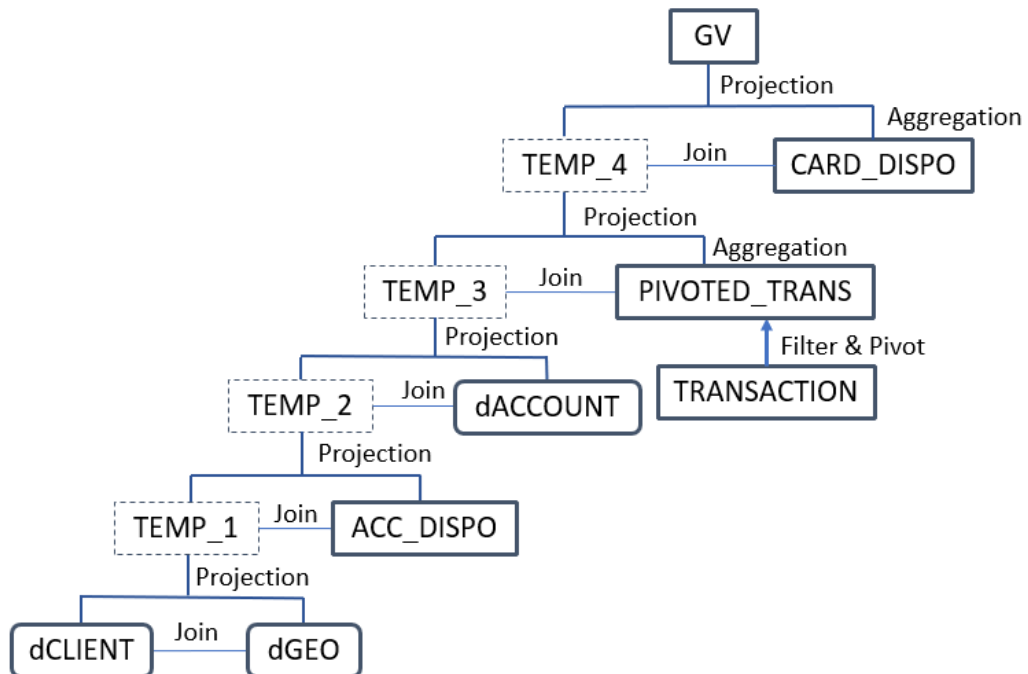 GV
Projection
Aggregation
TEMP_4
Join
CARD_DISPO
Projection
Aggregation
TEMP_3
Join
PIVOTED_TRANS
Projection
Filter & Pivot
TEMP_2
Join
dACCOUNT
TRANSACTION
Projection
TEMP_1
Join
ACC_DISPO
Projection
dCLIENT
Join
dGEO